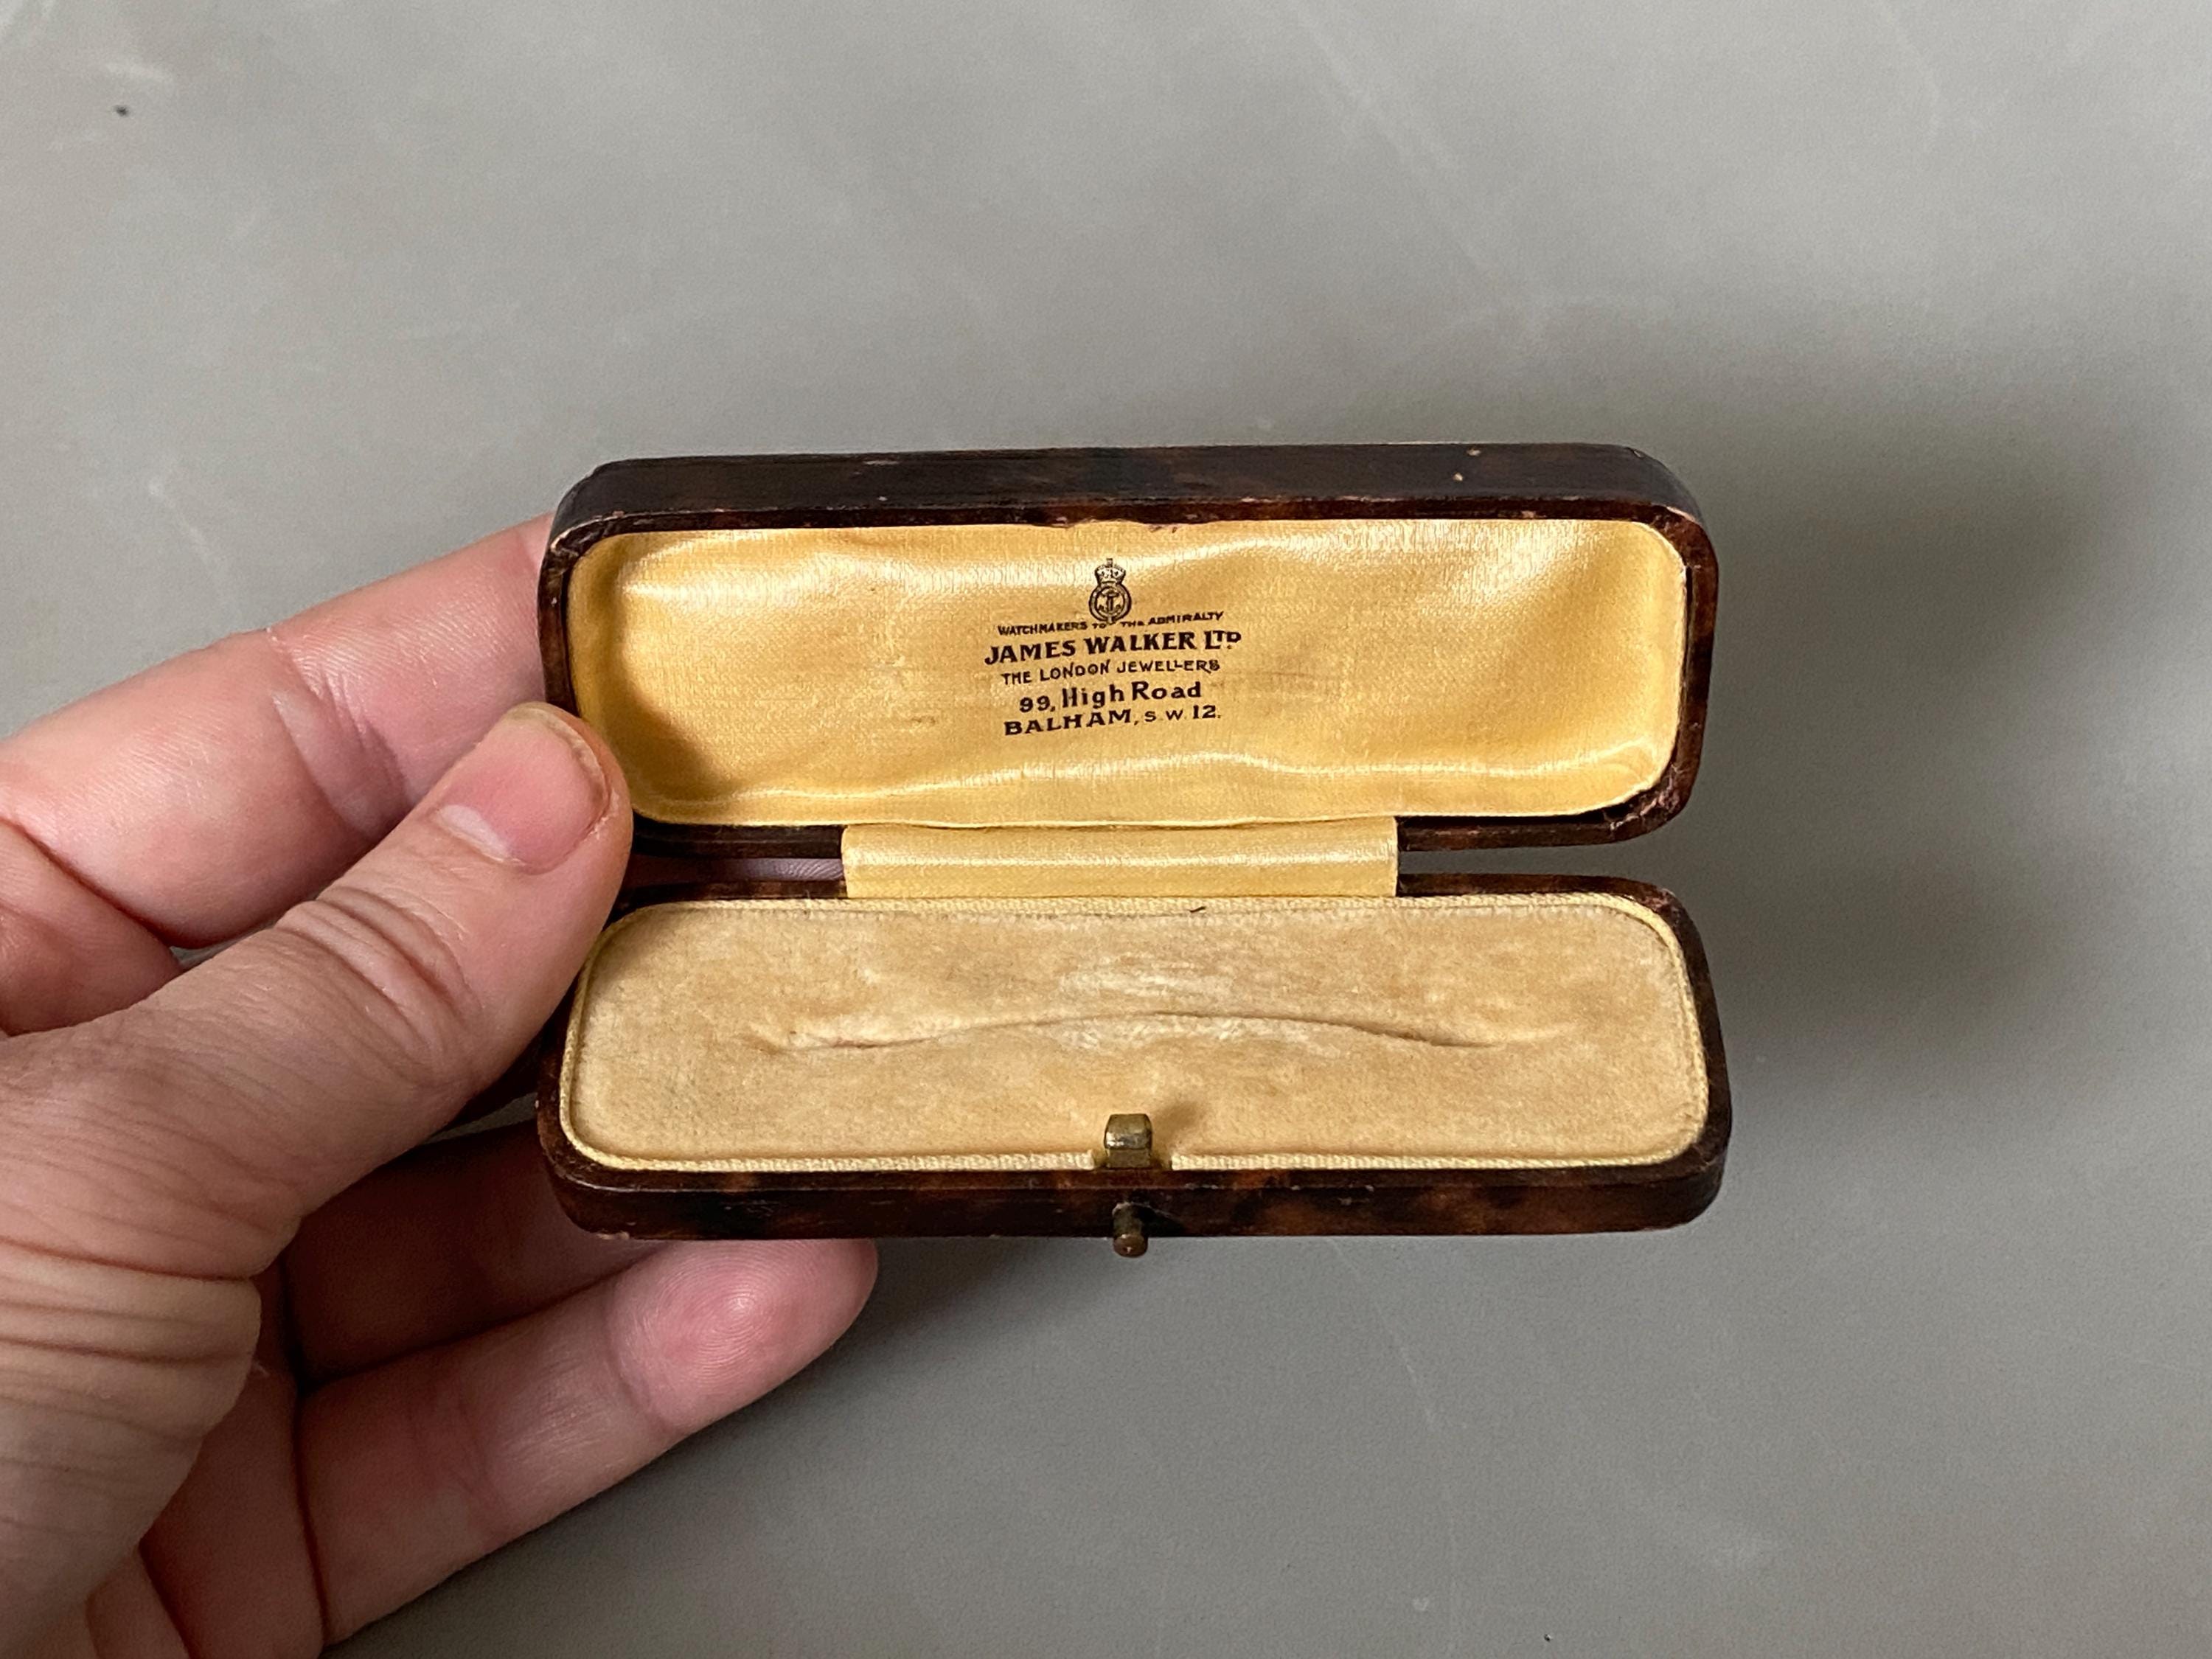 WATCHMAKERS TO THE ADMIRALTY
JAMES WALKER LTD.
THE LONDON JEWELLERS
99, High Road
BALHAM, S.W.12.